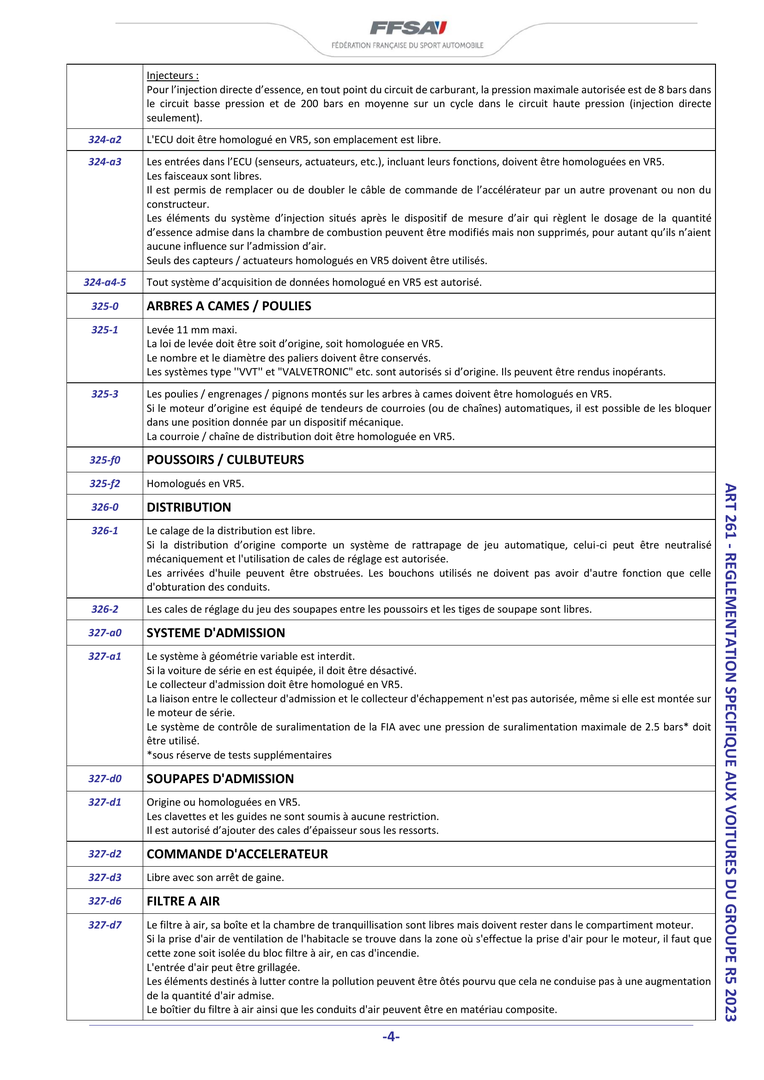 FFSA
FÉDÉRATION FRANÇAISE DU SPORT AUTOMOBILE
Injecteurs :
Pour l'injection directe d'essence, en tout point du circuit de carburant, la pression maximale autorisée est de 8 bars dans
le circuit basse pression et de 200 bars en moyenne sur un cycle dans le circuit haute pression (injection directe
seulement).
324-a2 L'ECU doit être homologué en VR5, son emplacement est libre.
324-a3 Les entrées dans l'ECU (senseurs, actuateurs, etc.), incluant leurs fonctions, doivent être homologuées en VR5.
Les faisceaux sont libres.
Il est permis de remplacer ou de doubler le câble de commande de l'accélérateur par un autre provenant ou non du
constructeur.
Les éléments du système d'injection situés après le dispositif de mesure d'air qui règlent le dosage de la quantité
d'essence admise dans la chambre de combustion peuvent être modifiés mais non supprimés, pour autant qu'ils n'aient
aucune influence sur l'admission d'air.
Seuls des capteurs / actuateurs homologués en VR5 doivent être utilisés.
324-a4-5 Tout système d'acquisition de données homologué en VR5 est autorisé.
325-0 ARBRES A CAMES / POULIES
325-1 Levée 11 mm maxi.
La loi de levée doit être soit d'origine, soit homologuée en VR5.
Le nombre et le diamètre des paliers doivent être conservés.
Les systèmes type ''VVT'' et "VALVETRONIC" etc. sont autorisés si d'origine. Ils peuvent être rendus inopérants.
325-3 Les poulies / engrenages / pignons montés sur les arbres à cames doivent être homologués en VR5.
Si le moteur d'origine est équipé de tendeurs de courroies (ou de chaînes) automatiques, il est possible de les bloquer
dans une position donnée par un dispositif mécanique.
La courroie / chaîne de distribution doit être homologuée en VR5.
325-f0 POUSSOIRS / CULBUTEURS
325-f2 Homologués en VR5.
326-0 DISTRIBUTION
326-1 Le calage de la distribution est libre.
Si la distribution d'origine comporte un système de rattrapage de jeu automatique, celui-ci peut être neutralisé
mécaniquement et l'utilisation de cales de réglage est autorisée.
Les arrivées d'huile peuvent être obstruées. Les bouchons utilisés ne doivent pas avoir d'autre fonction que celle
d'obturation des conduits.
326-2 Les cales de réglage du jeu des soupapes entre les poussoirs et les tiges de soupape sont libres.
327-a0 SYSTEME D'ADMISSION
327-a1 Le système à géométrie variable est interdit.
Si la voiture de série en est équipée, il doit être désactivé.
Le collecteur d'admission doit être homologué en VR5.
La liaison entre le collecteur d'admission et le collecteur d'échappement n'est pas autorisée, même si elle est montée sur
le moteur de série.
Le système de contrôle de suralimentation de la FIA avec une pression de suralimentation maximale de 2.5 bars* doit
être utilisé.
*sous réserve de tests supplémentaires
327-d0 SOUPAPES D'ADMISSION
327-d1 Origine ou homologuées en VR5.
Les clavettes et les guides ne sont soumis à aucune restriction.
Il est autorisé d'ajouter des cales d'épaisseur sous les ressorts.
327-d2 COMMANDE D'ACCELERATEUR
327-d3 Libre avec son arrêt de gaine.
327-d6 FILTRE A AIR
327-d7 Le filtre à air, sa boîte et la chambre de tranquillisation sont libres mais doivent rester dans le compartiment moteur.
Si la prise d'air de ventilation de l'habitacle se trouve dans la zone où s'effectue la prise d'air pour le moteur, il faut que
cette zone soit isolée du bloc filtre à air, en cas d'incendie.
L'entrée d'air peut être grillagée.
Les éléments destinés à lutter contre la pollution peuvent être ôtés pourvu que cela ne conduise pas à une augmentation
de la quantité d'air admise.
Le boîtier du filtre à air ainsi que les conduits d'air peuvent être en matériau composite.
ART 261 - REGLEMENTATION SPECIFIQUE AUX VOITURES DU GROUPE R5 2023
-4-